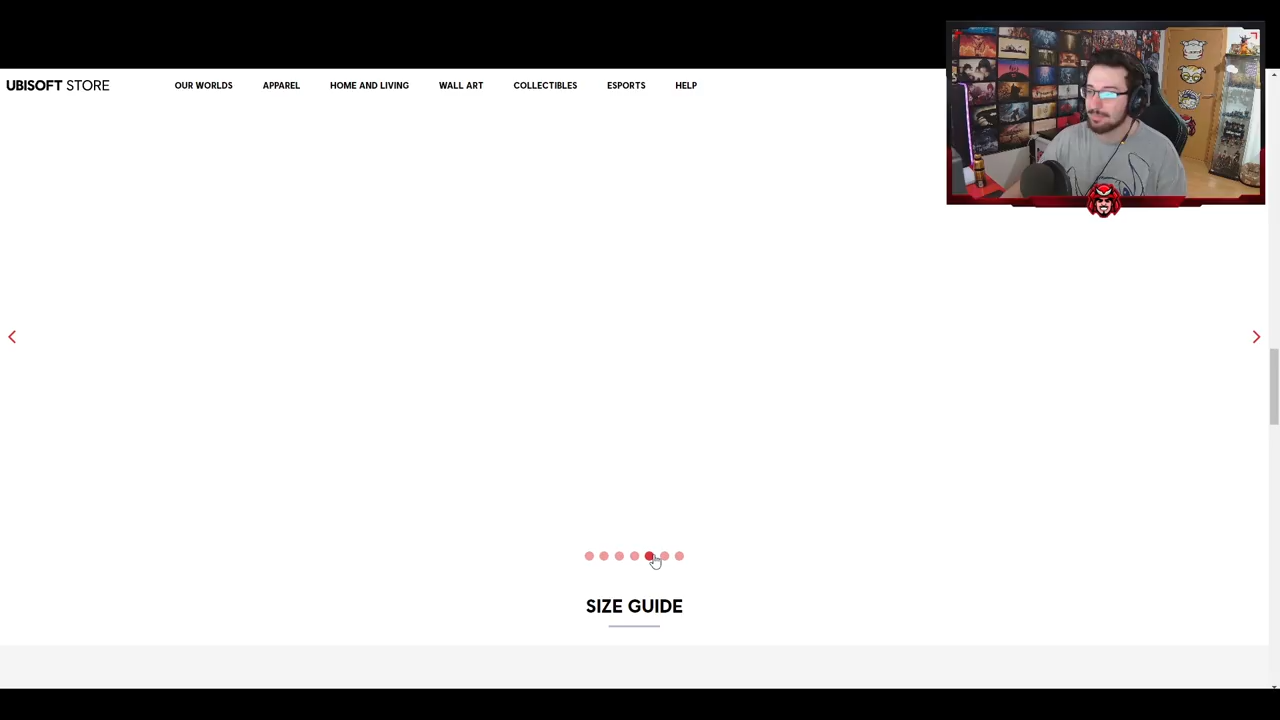 UBISOFT STORE
OUR WORLDS
APPAREL
HOME AND LIVING
WALL ART
COLLECTIBLES
ESPORTS
HELP
SIZE GUIDE